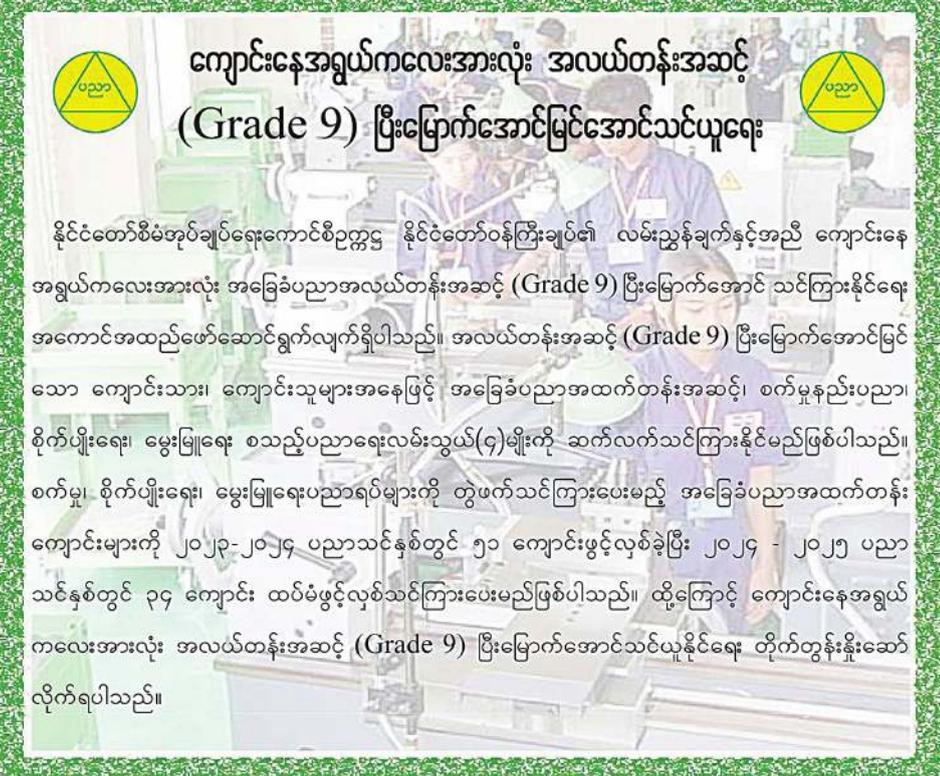 ကျောင်းနေအရွယ်ကလေးအားလုံး အလယ်တန်းအဆင့်
ပညာ
ပညာ
(Grade 9) ပြီးမြောက်အောင်မြင်အောင်သင်ယူရေး
နိုင်ငံတော်စီမံအုပ်ချုပ်ရေးကောင်စီဥက္ကဋ္ဌ နိုင်ငံတော်ဝန်ကြီးချုပ်၏ လမ်းညွှန်ချက်နှင့်အညီ ကျောင်းနေ
အရွယ်ကလေးအားလုံး အခြေခံပညာအလယ်တန်းအဆင့် (Grade 9) ပြီးမြောက်အောင် သင်ကြားနိုင်ရေး
အကောင်အထည်ဖော်ဆောင်ရွက်လျက်ရှိပါသည်။ အလယ်တန်းအဆင့် (Grade 9) ပြီးမြောက်အောင်မြင်
သော ကျောင်းသား၊ ကျောင်းသူများအနေဖြင့် အခြေခံပညာအထက်တန်းအဆင့်၊ စက်မှုနည်းပညာ၊
စိုက်ပျိုးရေး၊ မွေးမြူရေး စသည့်ပညာရေးလမ်းသွယ်(၄)မျိုးကို ဆက်လက်သင်ကြားနိုင်မည်ဖြစ်ပါသည်။
စက်မှု၊ စိုက်ပျိုးရေး၊ မွေးမြူရေးပညာရပ်များကို တွဲဖက်သင်ကြားပေးမည့် အခြေခံပညာအထက်တန်း
ကျောင်းများကို ၂၀၂၃-၂၀၂၄ ပညာသင်နှစ်တွင် ၅၁ ကျောင်းဖွင့်လှစ်ခဲ့ပြီး ၂၀၂၄ - ၂၀၂၅ ပညာ
သင်နှစ်တွင် ၃၄ ကျောင်း ထပ်မံဖွင့်လှစ်သင်ကြားပေးမည်ဖြစ်ပါသည်။ ထို့ကြောင့် ကျောင်းနေအရွယ်
ကလေးအားလုံး အလယ်တန်းအဆင့် (Grade 9) ပြီးမြောက်အောင်သင်ယူနိုင်ရေး တိုက်တွန်းနှိုးဆော်
လိုက်ရပါသည်။